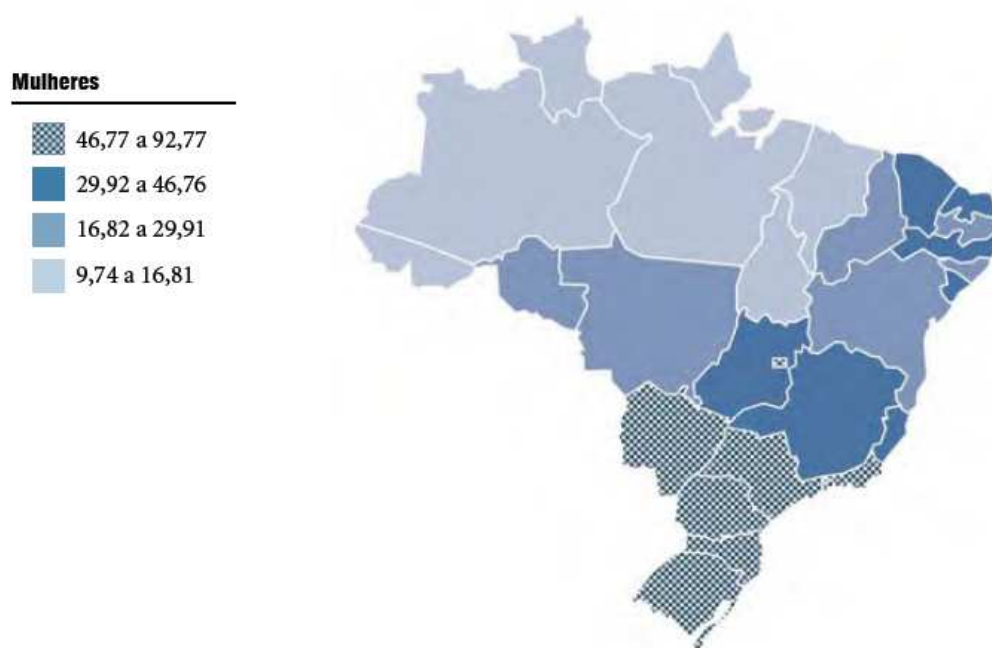 Mulheres
46,77 a 92,77
29,92 a 46,76
16,82 a 29,91
9,74 a 16,81